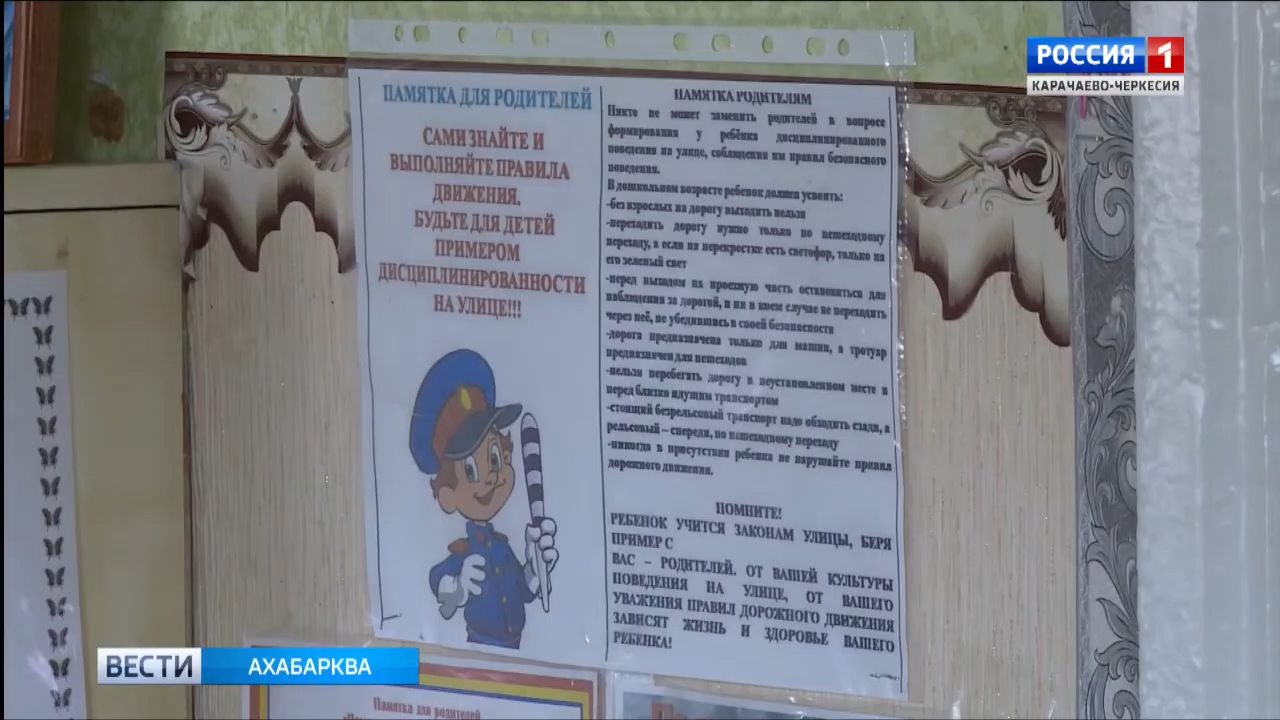 РОССИЯ 1
КАРАЧАЕВО-ЧЕРКЕСИЯ
ПАМЯТКА ДЛЯ РОДИТЕЛЕЙ
САМИ ЗНАЙТЕ И
ВЫПОЛНЯЙТЕ ПРАВИЛА
ДВИЖЕНИЯ.
БУДЬТЕ ДЛЯ ДЕТЕЙ
ПРИМЕРОМ
ДИСЦИПЛИНИРОВАННОСТИ
НА УЛИЦЕ!!!
ПАМЯТКА РОДИТЕЛЯМ
Никто не может заменить родителей в вопросе
формирования у ребёнка дисциплинированного
поведения на улице, соблюдения им правил безопасного
поведения.
В дошкольном возрасте ребенок должен усвоить:
-без взрослых на дорогу выходить нельзя
-переходить дорогу нужно только по пешеходному
переходу, а если на перекрестке есть светофор, только на
его зеленый свет
-перед выходом на проезжую часть остановиться для
наблюдения за дорогой, и ни в коем случае не переходить
через неё, не убедившись в своей безопасности
-дорога предназначена только для машин, а тротуар
предназначен для пешеходов
-нельзя перебегать дорогу в неустановленном месте и
перед близко идущим транспортом
-стоящий безрельсовый транспорт надо обходить сзади, а
рельсовый – спереди, по пешеходному переходу
-никогда в присутствии ребенка не нарушайте правил
дорожного движения.
ПОМНИТЕ!
РЕБЕНОК УЧИТСЯ ЗАКОНАМ УЛИЦЫ, БЕРЯ
ПРИМЕР С
ВАС – РОДИТЕЛЕЙ. ОТ ВАШЕЙ КУЛЬТУРЫ
ПОВЕДЕНИЯ НА УЛИЦЕ, ОТ ВАШЕГО
УВАЖЕНИЯ ПРАВИЛ ДОРОЖНОГО ДВИЖЕНИЯ
ЗАВИСЯТ ЖИЗНЬ И ЗДОРОВЬЕ ВАШЕГО
РЕБЕНКА!
ВЕСТИ АХАБАРКВА
Памятка для родителей